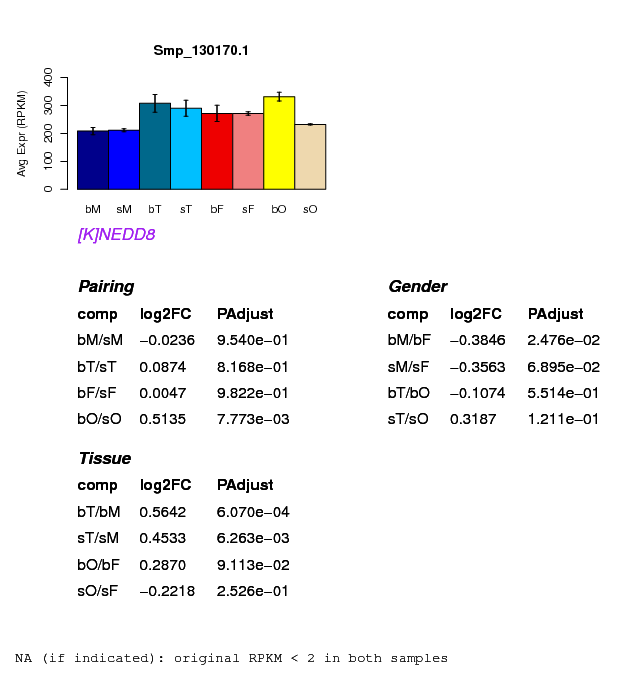 Smp_130170.1
Avg Expr (RPKM)
0 100 200 300 400
bM sM bT sT bF sF bO sO
[K]NEDD8
Pairing
comp log2FC PAdjust
bM/sM −0.0236 9.540e−01
bT/sT 0.0874 8.168e−01
bF/sF 0.0047 9.822e−01
bO/sO 0.5135 7.773e−03
Gender
comp log2FC PAdjust
bM/bF −0.3846 2.476e−02
sM/sF −0.3563 6.895e−02
bT/bO −0.1074 5.514e−01
sT/sO 0.3187 1.211e−01
Tissue
comp log2FC PAdjust
bT/bM 0.5642 6.070e−04
sT/sM 0.4533 6.263e−03
bO/bF 0.2870 9.113e−02
sO/sF −0.2218 2.526e−01
NA (if indicated): original RPKM < 2 in both samples